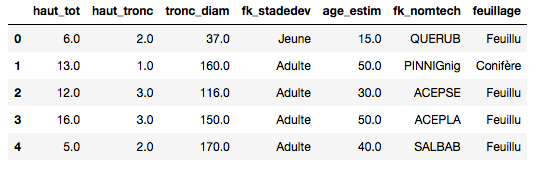 haut_tot haut_tronc tronc_diam fk_stadedev age_estim fk_nomtech feuillage
0 6.0 2.0 37.0 Jeune 15.0 QUERUB Feuillu
1 13.0 1.0 160.0 Adulte 50.0 PINNIGnig Conifère
2 12.0 3.0 116.0 Adulte 30.0 ACEPSE Feuillu
3 16.0 3.0 150.0 Adulte 50.0 ACEPLA Feuillu
4 5.0 2.0 170.0 Adulte 40.0 SALBAB Feuillu